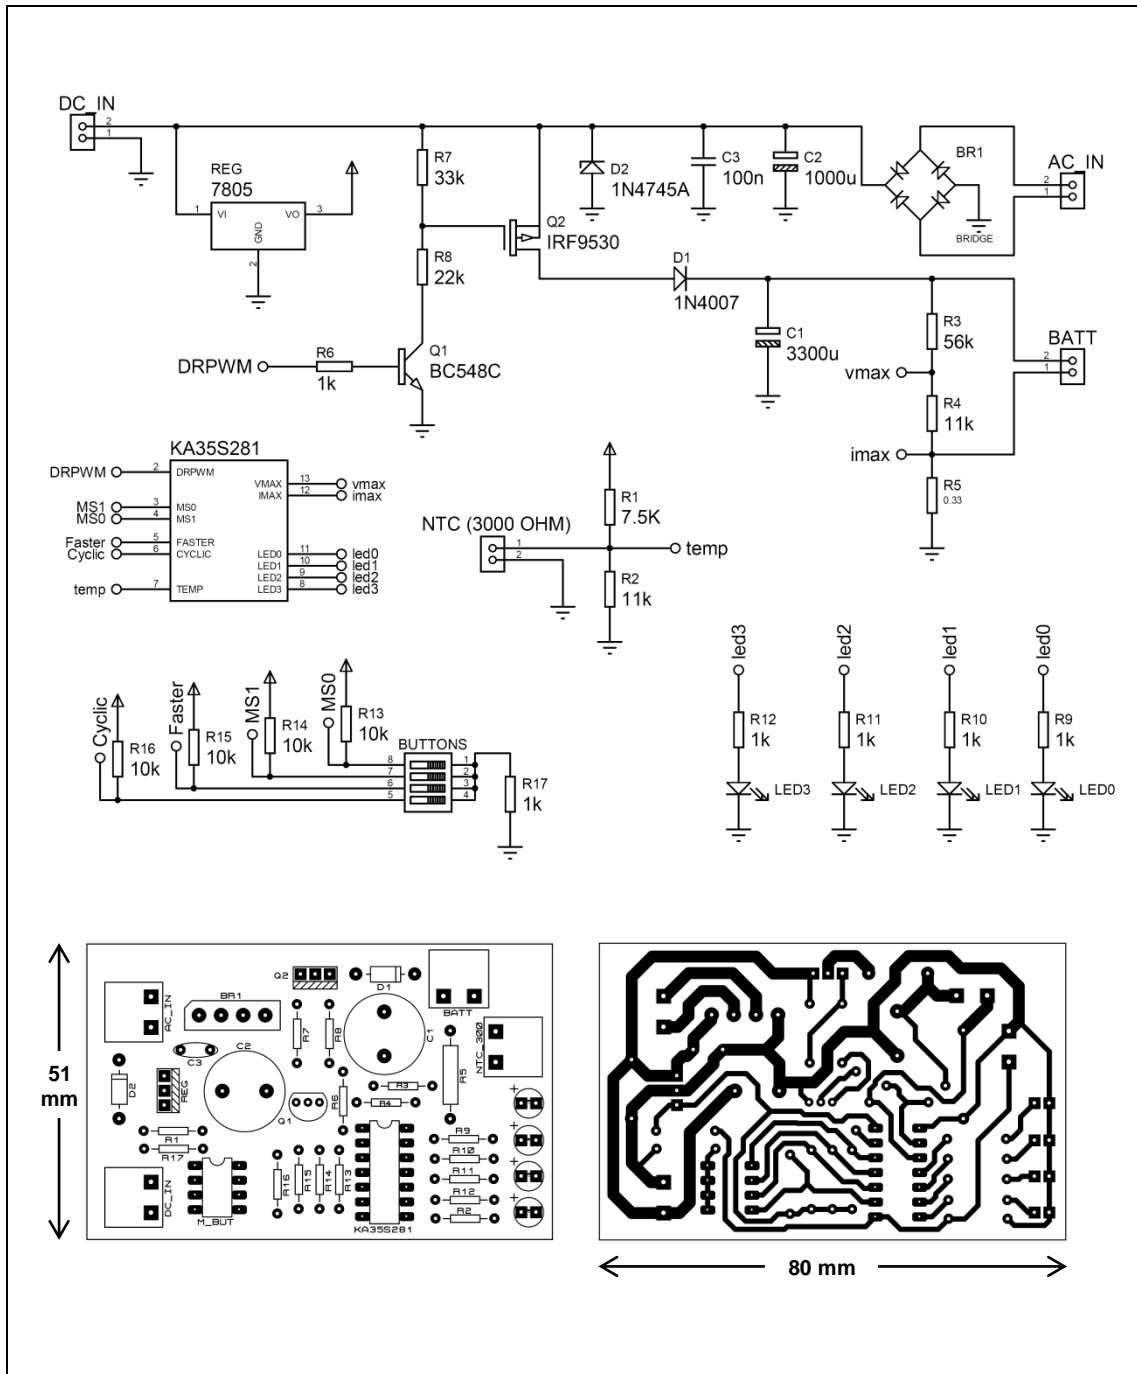 DC_IN
2
1
REG
7805
1
VI
VO
3
GND
2
R7
33k
R8
22k
Q2
IRF9530
D2
1N4745A
C3
100n
C2
1000u
BR1
BRIDGE
AC_IN
2
1
D1
1N4007
C1
3300u
R3
56k
vmax
R4
11k
imax
R5
0.33
BATT
2
1
DRPWM
R6
1k
Q1
BC548C
KA35S281
DRPWM 2 DRPWM
MS1 3 MS0
MS0 4 MS1
Faster 5 FASTER
Cyclic 6 CYCLIC
temp 7 TEMP
VMAX 13 vmax
IMAX 12 imax
LED0 11 led0
LED1 10 led1
LED2 9 led2
LED3 8 led3
NTC (3000 OHM)
1
2
R1
7.5K
temp
R2
11k
Cyclic
R16
10k
Faster
R15
10k
MS1
R14
10k
MS0
R13
10k
BUTTONS
8 1
7 2
6 3
5 4
R17
1k
led3
R12
1k
LED3
led2
R11
1k
LED2
led1
R10
1k
LED1
led0
R9
1k
LED0
51
mm
AC_IN
BR1
C3
C2
D2
REG
R1
R17
DC_IN
M_BUT
Q2
R7
R8
D1
C1
BATT
NTC_300
R5
R3
R4
R6
Q1
R16
R15
R14
R13
KA35S281
R9
R10
R11
R12
R2
+
+
+
+
80 mm